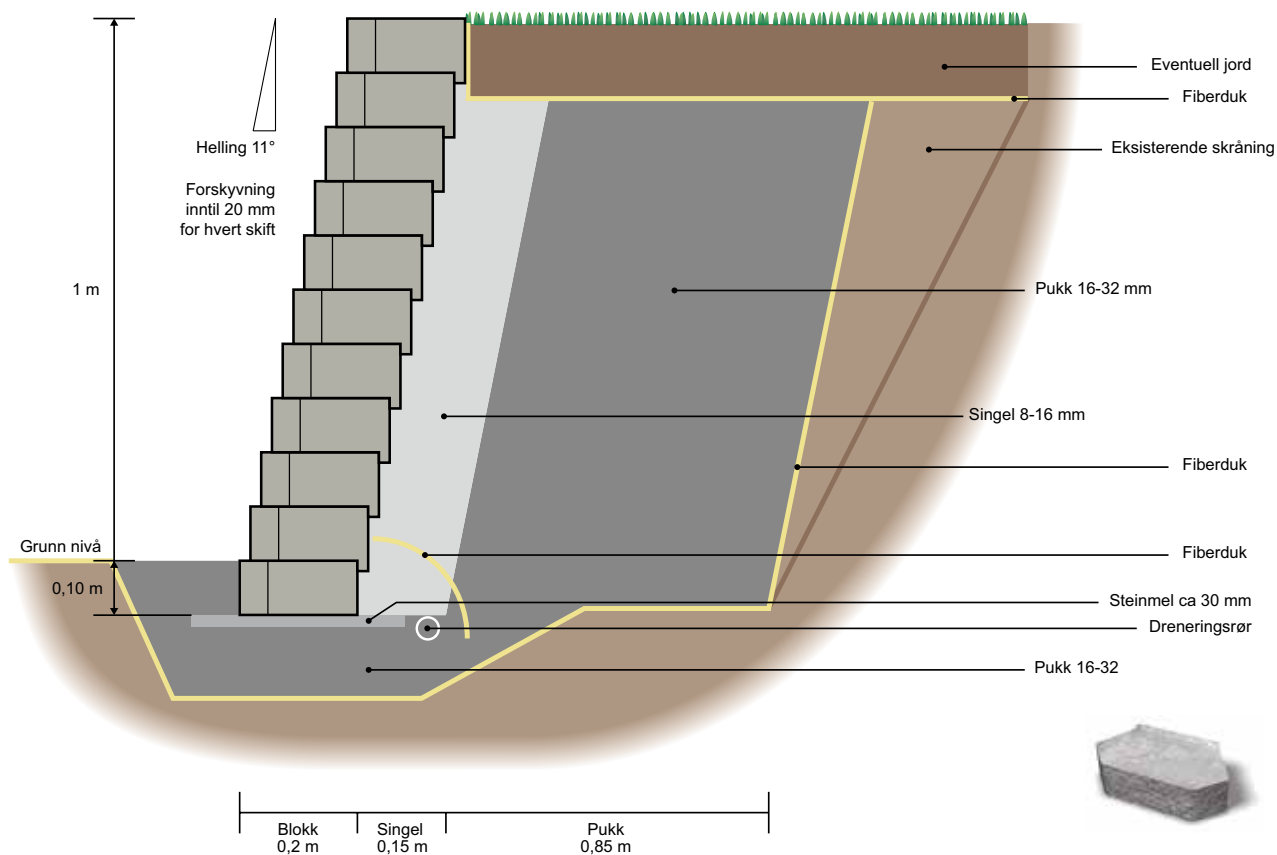 Eventuell jord
Fiberduk
Eksisterende skråning
Helling 11°
Forskyvning
inntil 20 mm
for hvert skift
1 m
Pukk 16-32 mm
Singel 8-16 mm
Fiberduk
Grunn nivå
Fiberduk
0,10 m
Steinmel ca 30 mm
Dreneringsrør
Pukk 16-32
Blokk
0,2 m
Singel
0,15 m
Pukk
0,85 m